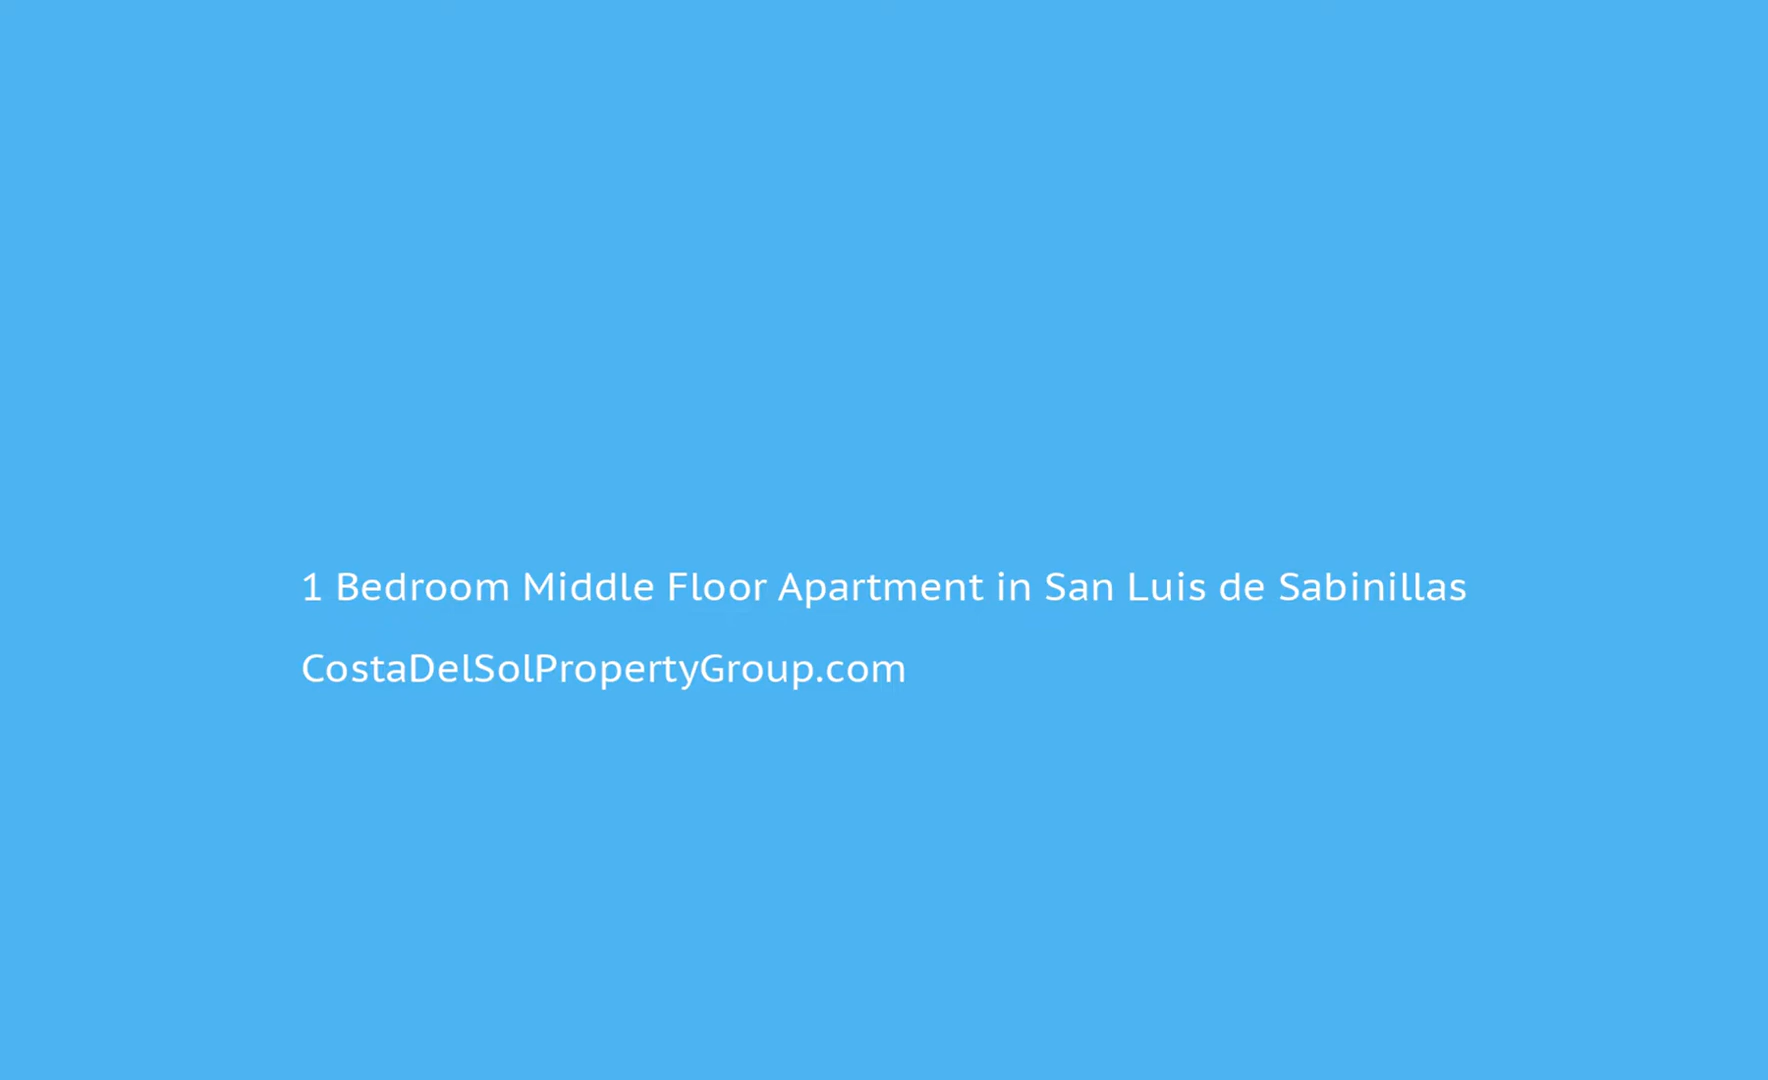 1 Bedroom Middle Floor Apartment in San Luis de Sabinillas
CostaDelSolPropertyGroup.com